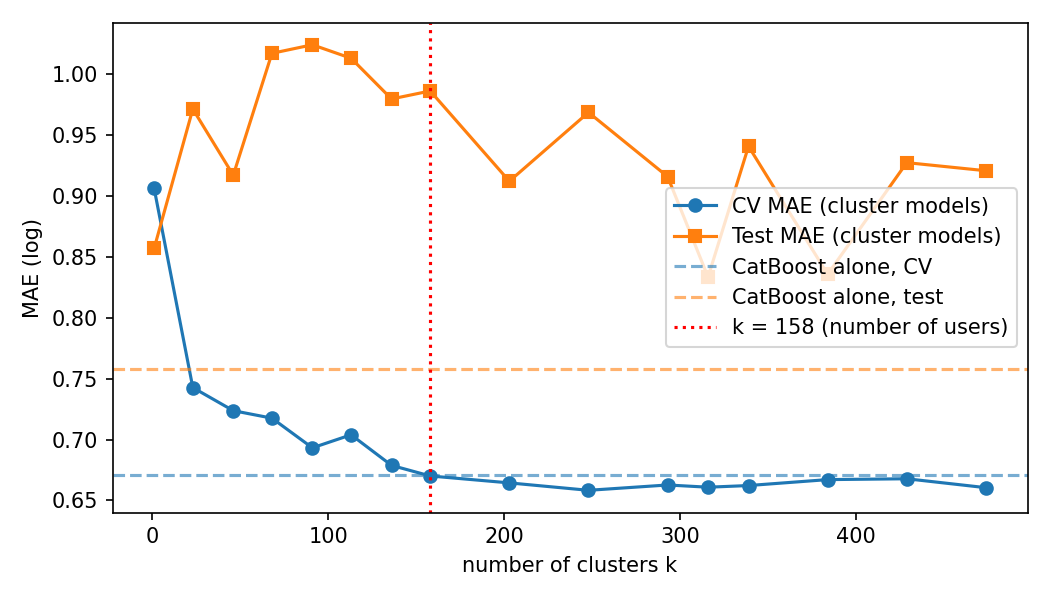 1.00
0.95
0.90
0.85
0.80
0.75
0.70
0.65
MAE (log)
CV MAE (cluster models)
Test MAE (cluster models)
CatBoost alone, CV
CatBoost alone, test
k = 158 (number of users)
0
100
200
300
400
number of clusters k